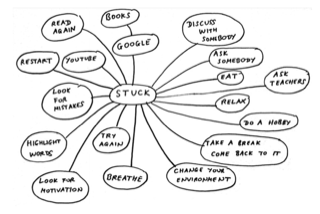 BOOKS
READ
AGAIN
GOOGLE
DISCUSS
WITH
SOMEBODY
RESTART
YOUTUBE
ASK
SOMEBODY
EAT
ASK
TEACHERS
LOOK
FOR
MISTAKES
STUCK
RELAX
DO A HOBBY
HIGHLIGHT
WORDS
TRY
AGAIN
TAKE A BREAK
COME BACK TO IT
LOOK FOR
MOTIVATION
BREATHE
CHANGE YOUR
ENVIRONMENT